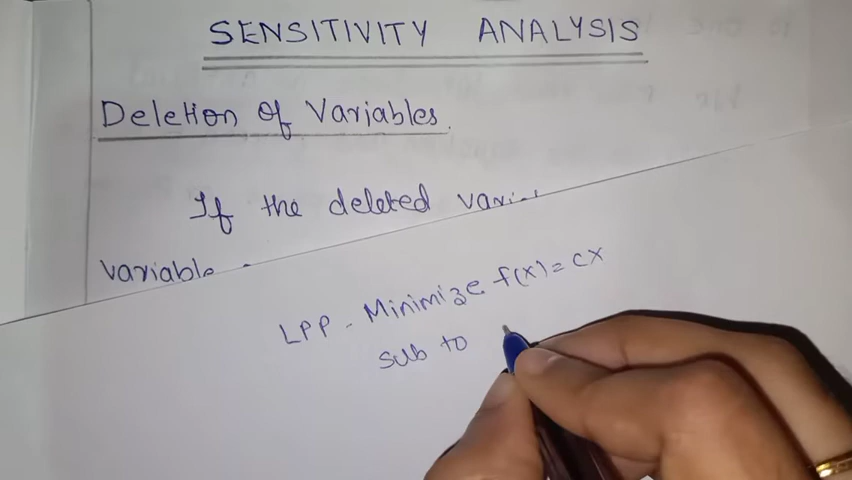 SENSITIVITY ANALYSIS
Deletion of Variables.
If the deleted
variable
LPP - Minimize f(x) = cx
sub to